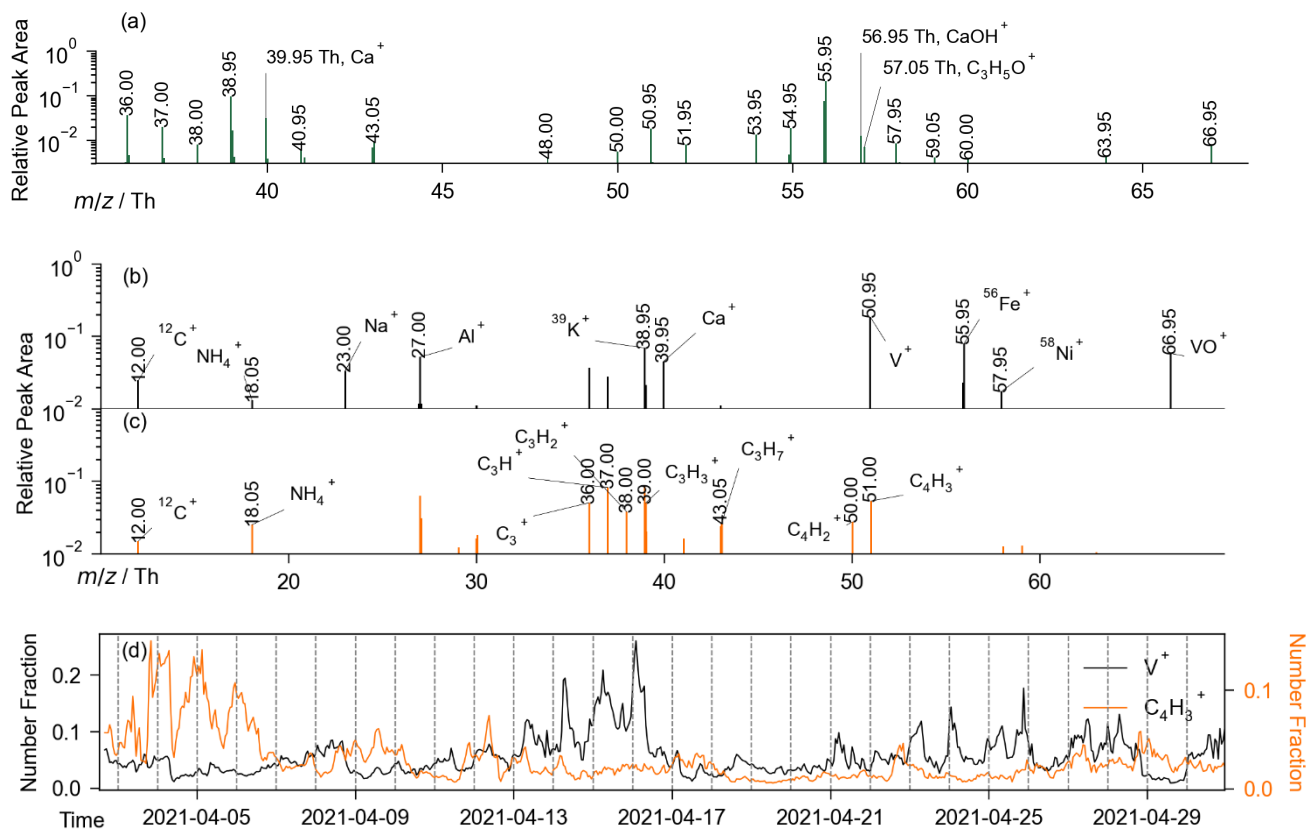 (a)
Relative Peak Area
10⁰
10⁻¹
10⁻²
36.00
37.00
38.00
38.95
39.95 Th, Ca⁺
40.95
43.05
48.00
50.00
50.95
51.95
53.95
54.95
55.95
56.95 Th, CaOH⁺
57.05 Th, C₃H₅O⁺
57.95
59.05
60.00
63.95
66.95
40
45
50
55
60
65
m/z / Th
(b)
Relative Peak Area
10⁰
10⁻¹
10⁻²
12.00
¹²C⁺
NH₄⁺
18.05
23.00
Na⁺
27.00
Al⁺
³⁹K⁺
38.95
39.95
Ca⁺
50.95
V⁺
55.95
⁵⁶Fe⁺
57.95
⁵⁸Ni⁺
66.95
VO⁺
(c)
Relative Peak Area
10⁻¹
10⁻²
12.00
¹²C⁺
18.05
NH₄⁺
C₃⁺
C₃H⁺
C₃H₂⁺
36.00
37.00
38.00
39.00
C₃H₃⁺
43.05
C₃H₇⁺
C₄H₂⁺
50.00
51.00
C₄H₃⁺
m/z / Th
20
30
40
50
60
(d)
Number Fraction
0.2
0.1
0.0
V⁺
C₄H₃⁺
0.1
0.0
Number Fraction
Time
2021-04-05
2021-04-09
2021-04-13
2021-04-17
2021-04-21
2021-04-25
2021-04-29